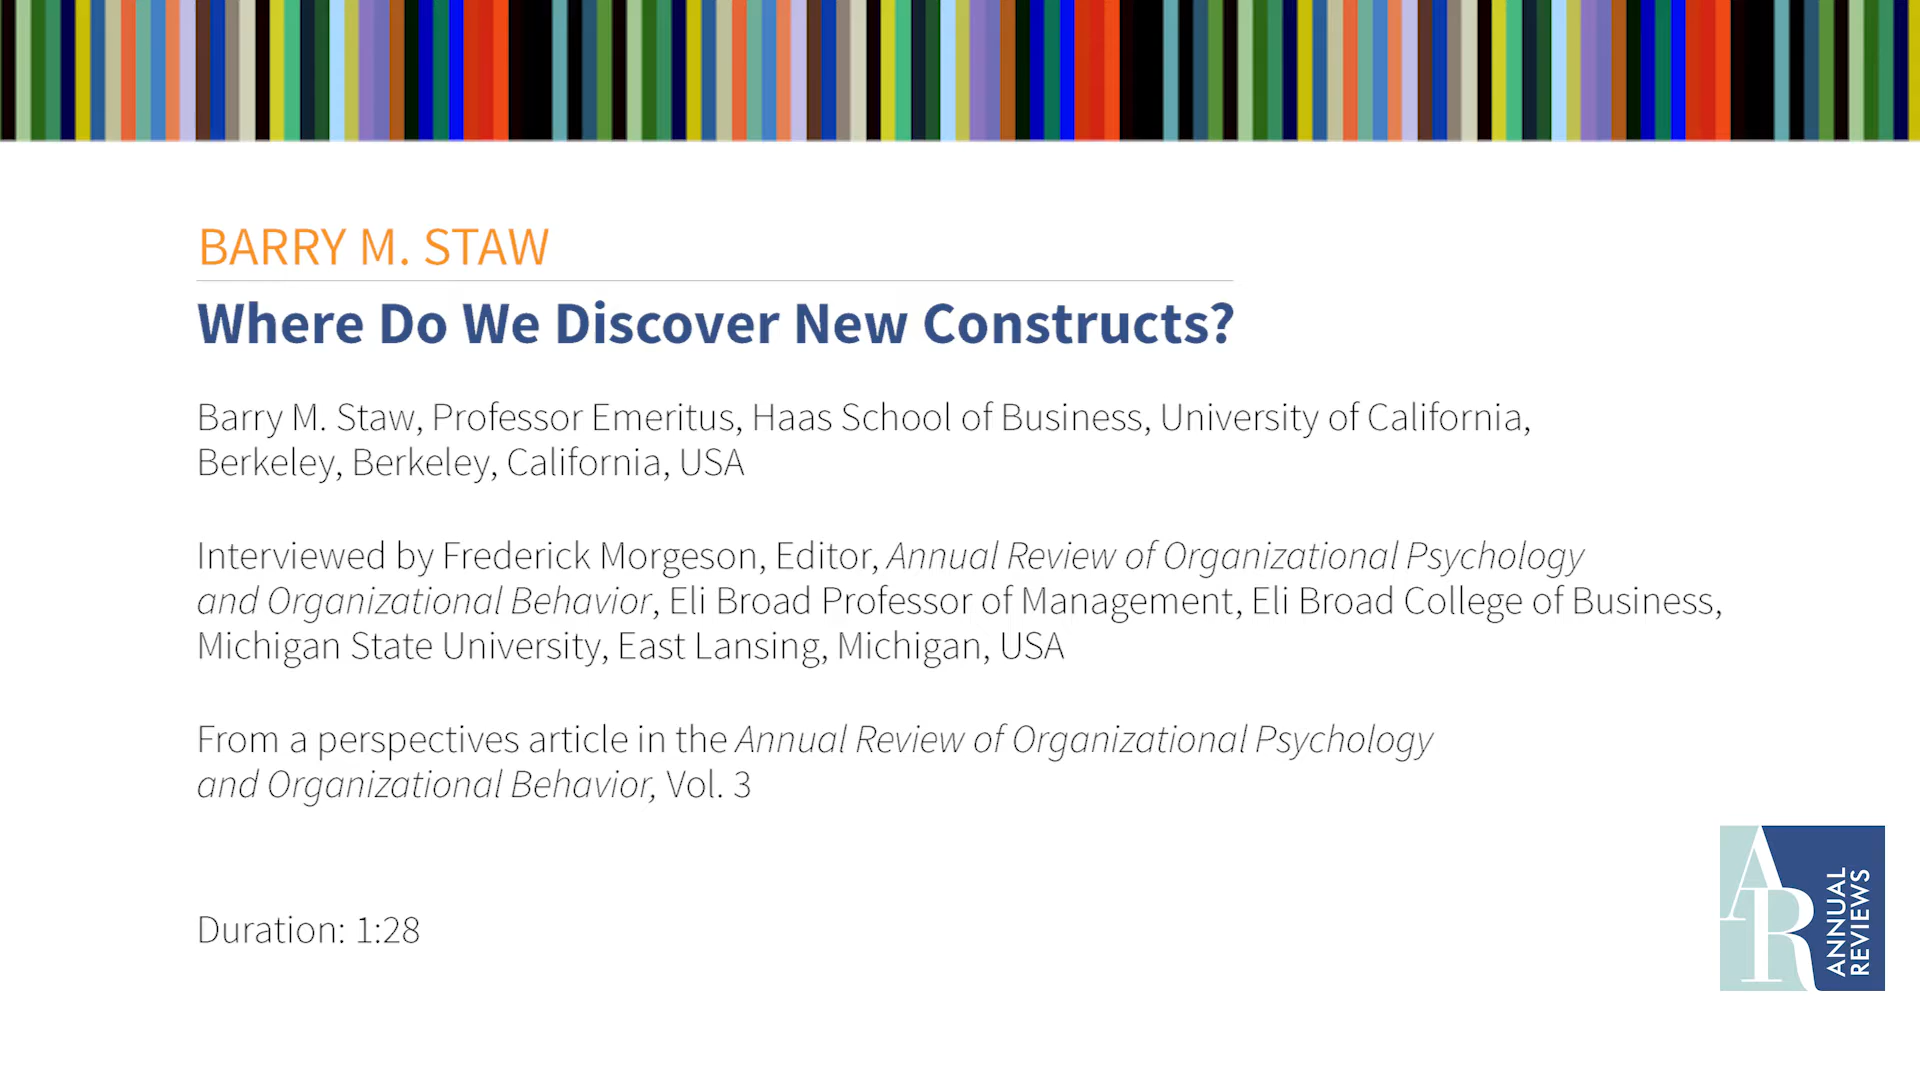 BARRY M. STAW
Where Do We Discover New Constructs?
Barry M. Staw, Professor Emeritus, Haas School of Business, University of California,
Berkeley, Berkeley, California, USA
Interviewed by Frederick Morgeson, Editor, Annual Review of Organizational Psychology
and Organizational Behavior, Eli Broad Professor of Management, Eli Broad College of Business,
Michigan State University, East Lansing, Michigan, USA
From a perspectives article in the Annual Review of Organizational Psychology
and Organizational Behavior, Vol. 3
Duration: 1:28
AR
ANNUAL
REVIEWS